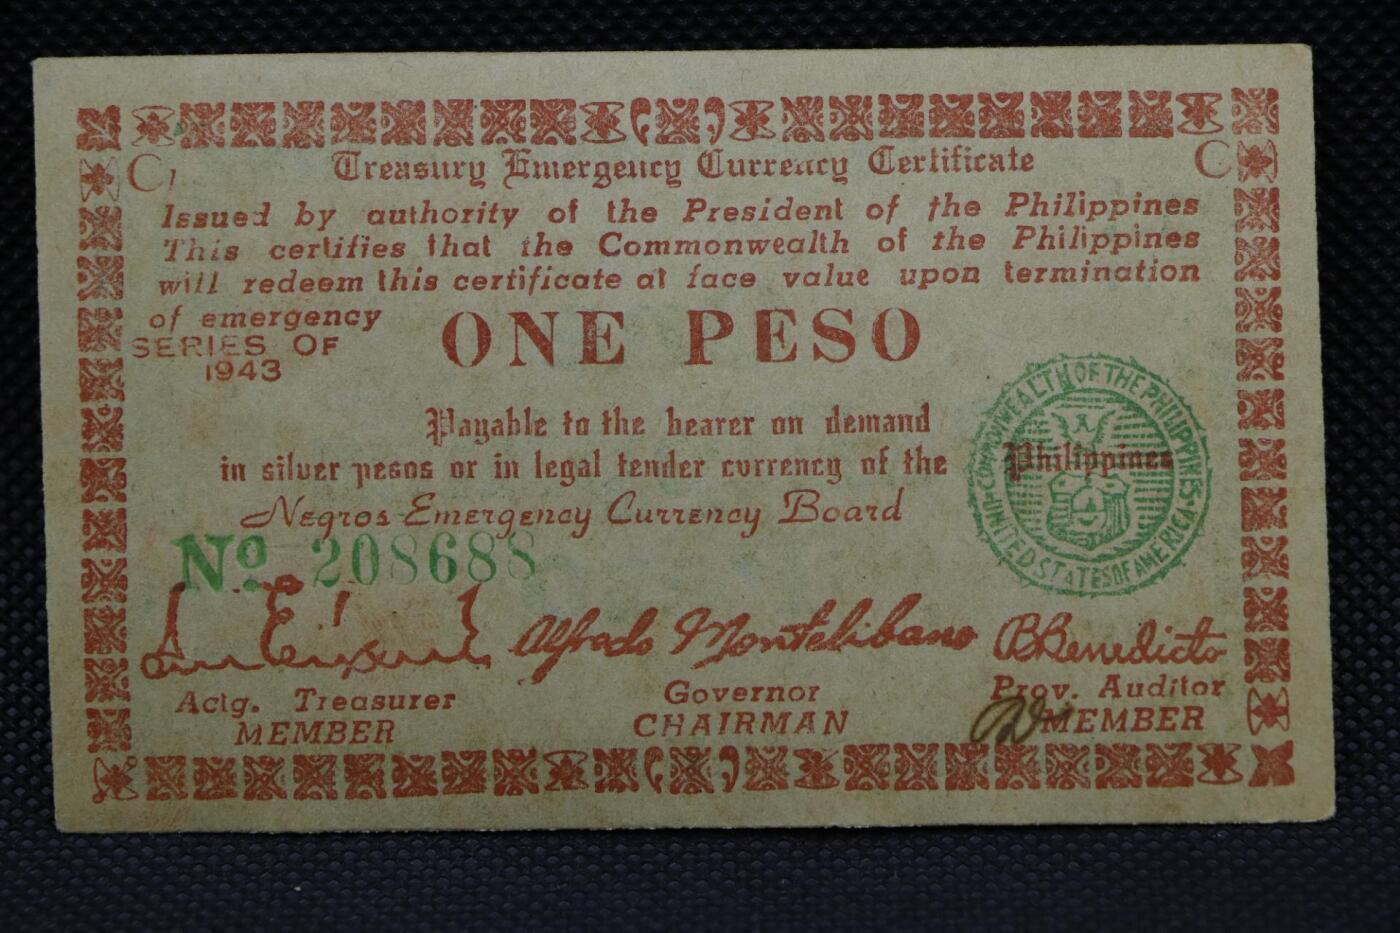 C1 C
Treasury Emergency Currency Certificate
Issued by authority of the President of the Philippines
This certifies that the Commonwealth of the Philippines
will redeem this certificate at face value upon termination
of emergency
SERIES OF
1943
ONE PESO
Payable to the bearer on demand
in silver pesos or in legal tender currency of the
Philippines
COMMONWEALTH OF THE PHILIPPINES
UNITED STATES OF AMERICA
Negros Emergency Currency Board
No. 208688
Alfredo Montelibano BBenedicto
Actg. Treasurer Governor Prov. Auditor
MEMBER CHAIRMAN MEMBER